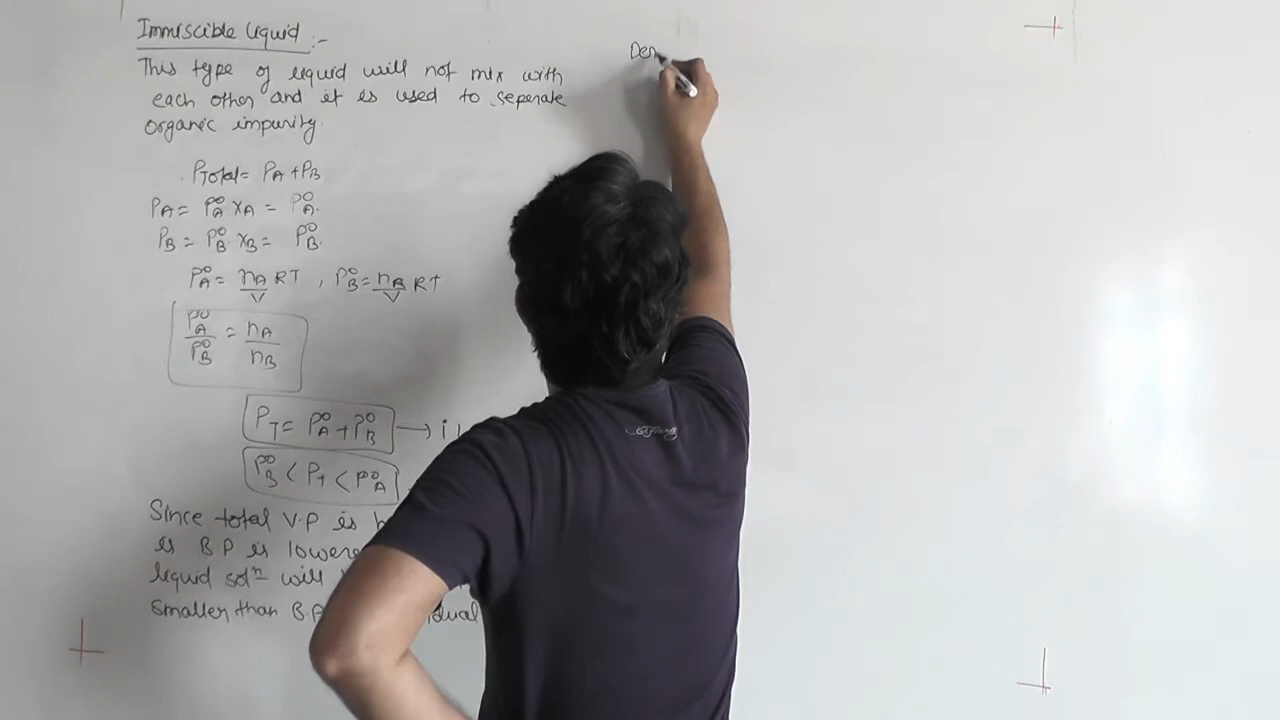 Immiscible liquid :-
This type of liquid will not mix with
each other and it is used to seperate
organic impurity.
PTotal = PA + PB
PA = P°A XA = P°A.
PB = P°B XB = P°B.
P°A = nA/V RT , P°B = nB/V RT
P°A/P°B = nA/nB
PT = P°A + P°B →
P°B < Pt < P°A
Since total V.P is
is B.P is
liquid solⁿ will
smaller than
Den